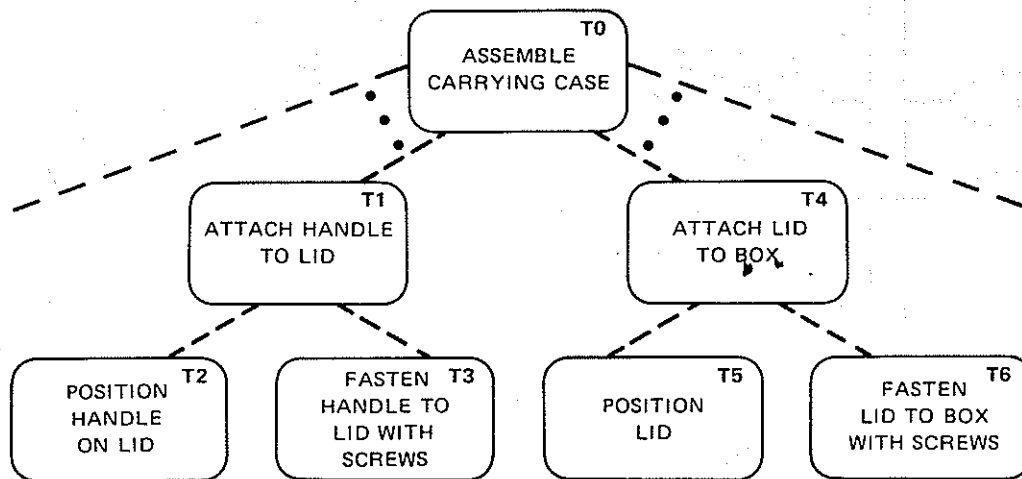 T0
ASSEMBLE
CARRYING CASE
T1
ATTACH HANDLE
TO LID
T4
ATTACH LID
TO BOX
T2
POSITION
HANDLE
ON LID
T3
FASTEN
HANDLE TO
LID WITH
SCREWS
T5
POSITION
LID
T6
FASTEN
LID TO BOX
WITH SCREWS